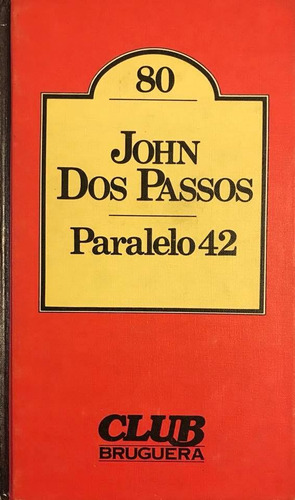 80
JOHN
DOS PASSOS
Paralelo 42
CLUB
BRUGUERA